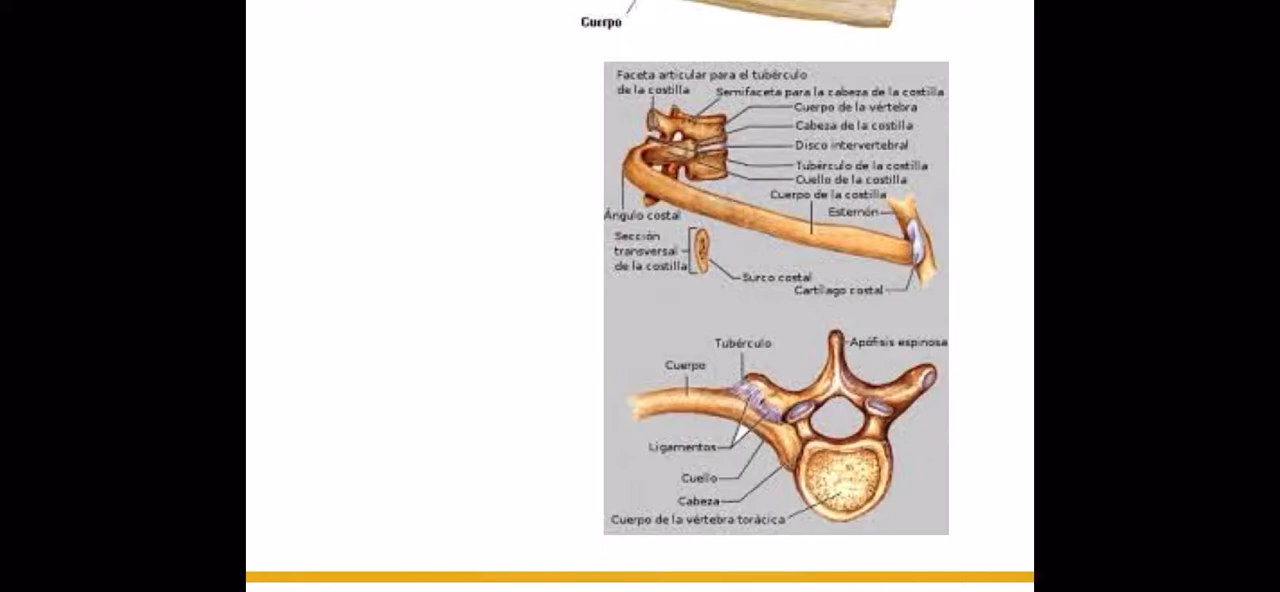 Cuerpo
Faceta articular para el tubérculo
de la costilla
Semifaceta para la cabeza de la costilla
Cuerpo de la vértebra
Cabeza de la costilla
Disco intervertebral
Tubérculo de la costilla
Cuello de la costilla
Cuerpo de la costilla
Esternón
Ángulo costal
Sección
transversal
de la costilla
Surco costal
Cartílago costal
Tubérculo
Apófisis espinosa
Cuerpo
Ligamentos
Cuello
Cabeza
Cuerpo de la vértebra torácica